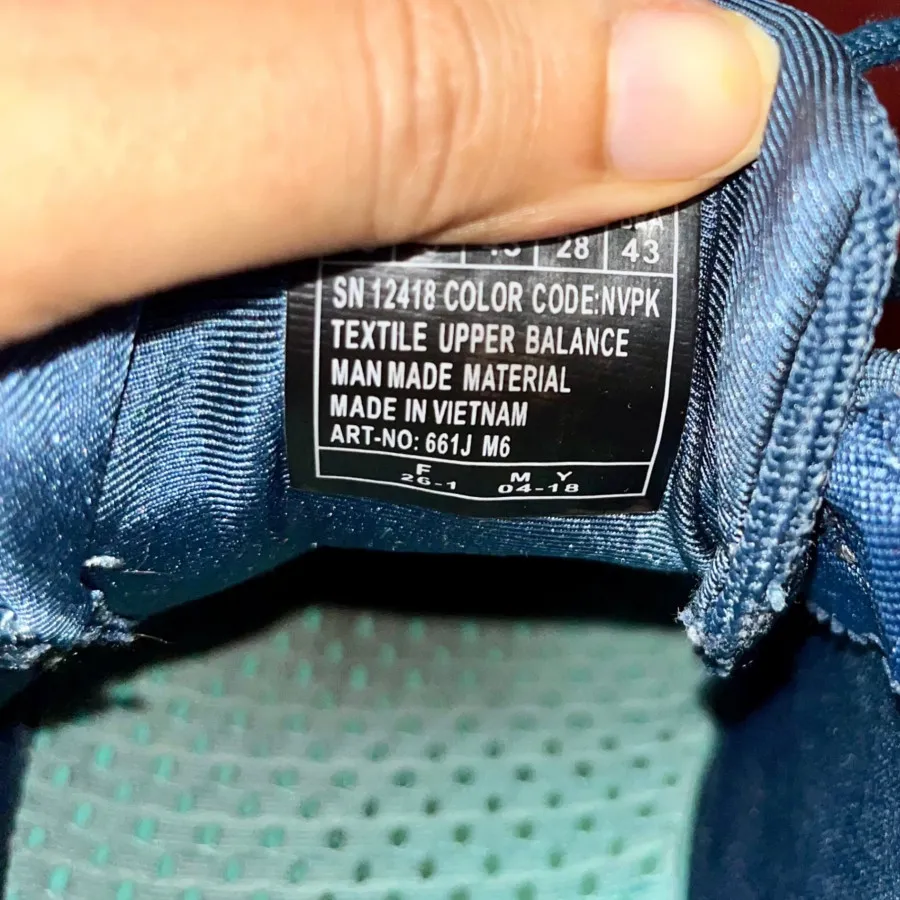 28 43
SN 12418 COLOR CODE:NVPK
TEXTILE UPPER BALANCE
MAN MADE MATERIAL
MADE IN VIETNAM
ART-NO: 661J M6
F M Y
26-1 04-18